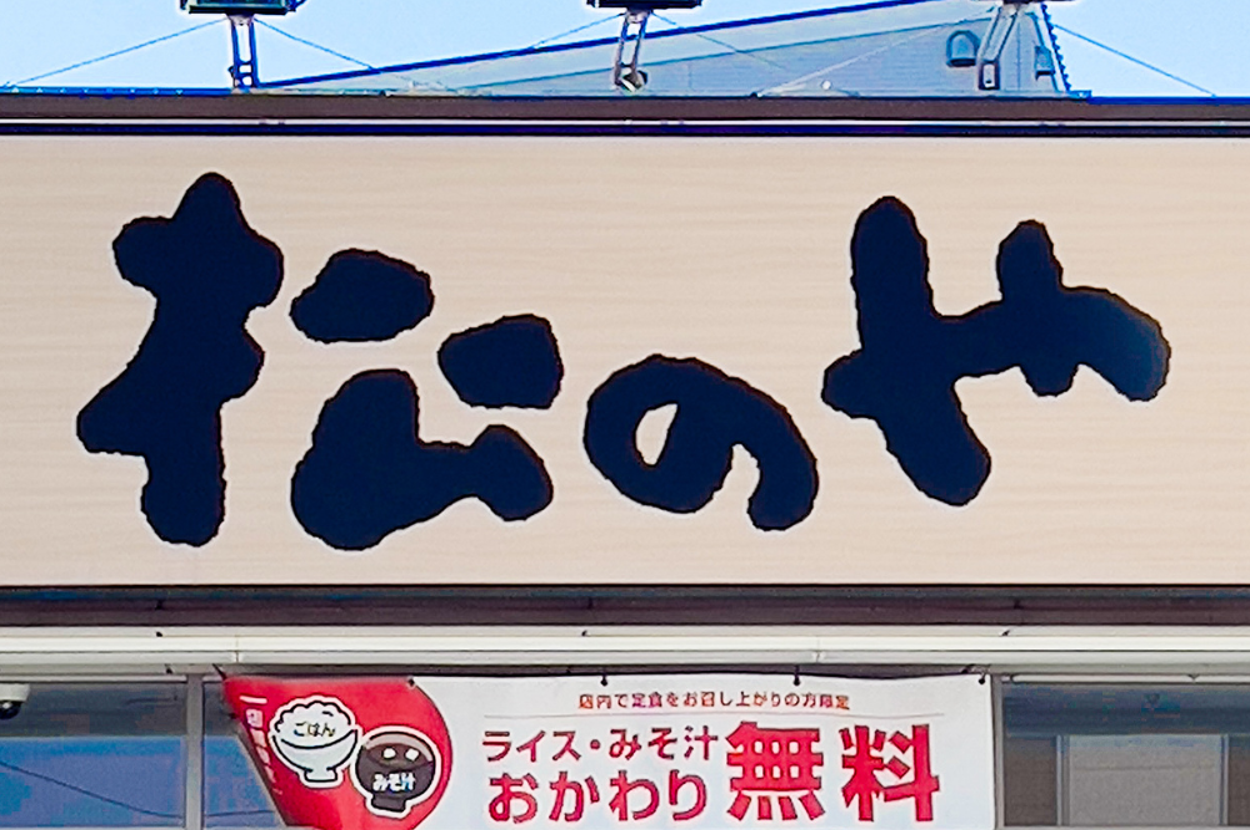 松のや
店内で定食をお召し上がりの方限定
ごはん
みそ汁
ライス・みそ汁
おかわり無料